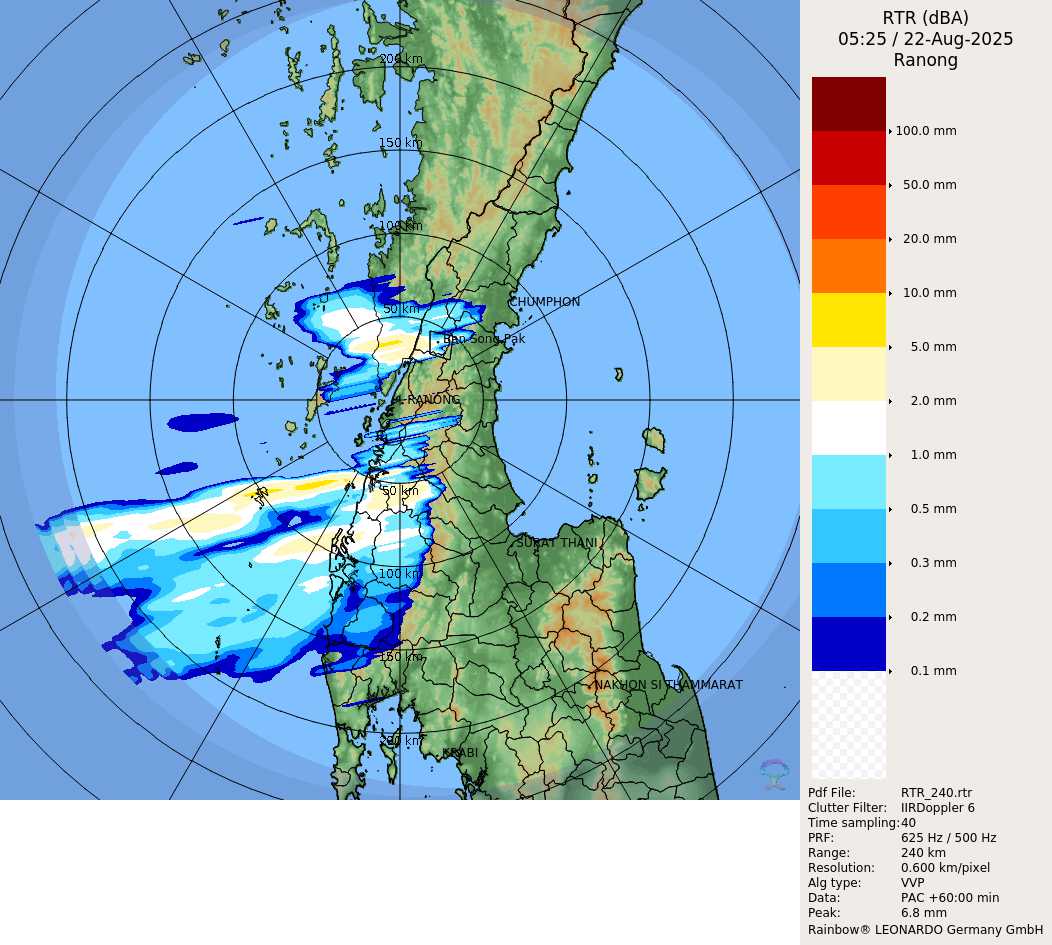 RTR (dBA)
05:25 / 22-Aug-2025
Ranong
100.0 mm
50.0 mm
20.0 mm
10.0 mm
5.0 mm
2.0 mm
1.0 mm
0.5 mm
0.3 mm
0.2 mm
0.1 mm
Pdf File: RTR_240.rtr
Clutter Filter: IIRDoppler 6
Time sampling: 40
PRF: 625 Hz / 500 Hz
Range: 240 km
Resolution: 0.600 km/pixel
Alg type: VVP
Data: PAC +60:00 min
Peak: 6.8 mm
Rainbow® LEONARDO Germany GmbH
200 km
150 km
100 km
CHUMPHON
50 km
Ban Song Pak
RANONG
50 km
SURAT THANI
100 km
150 km
NAKHON SI THAMMARAT
200 km
KRABI